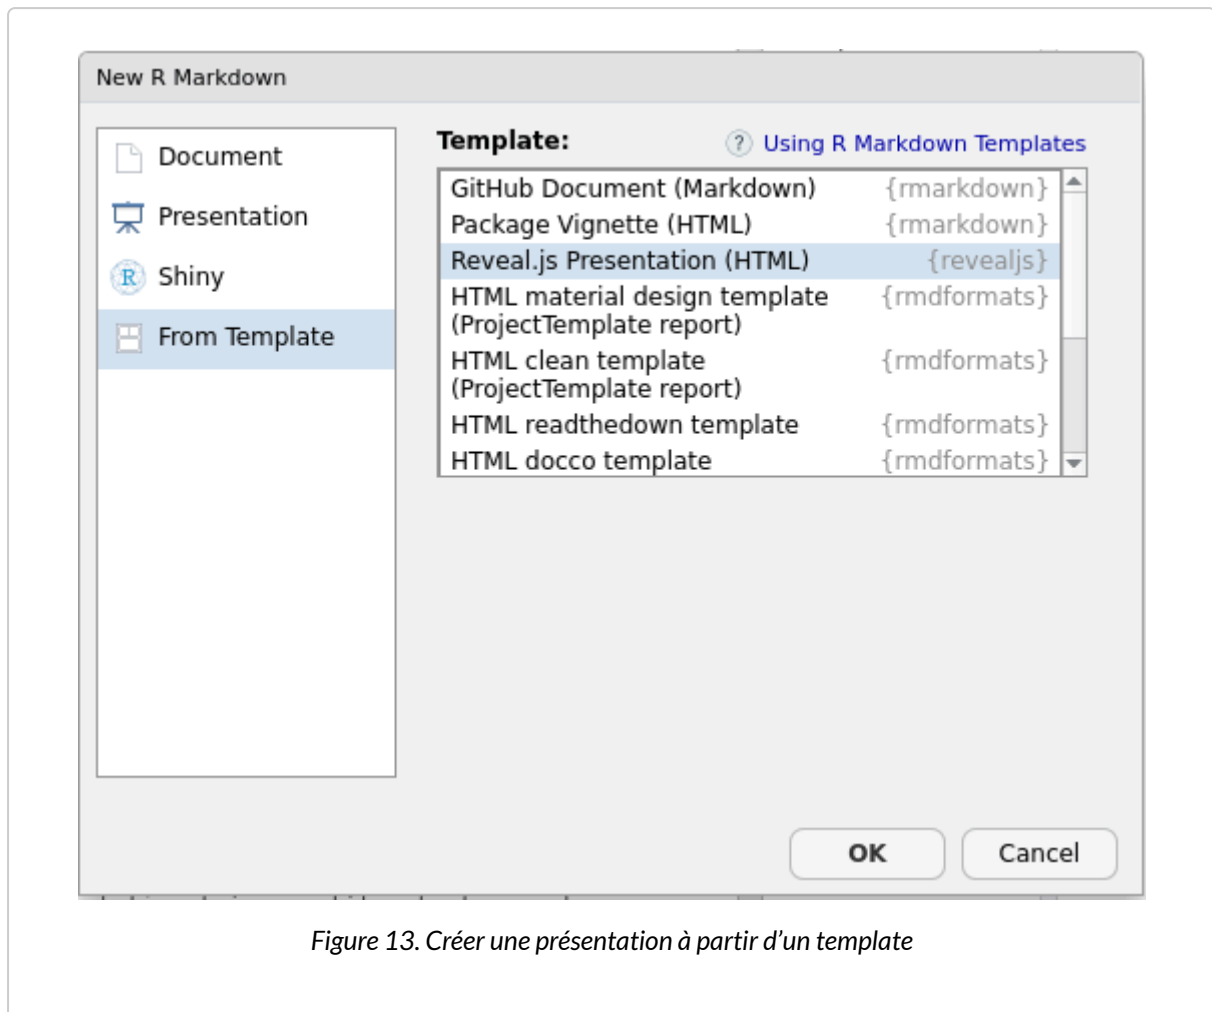 New R Markdown
Document
Presentation
Shiny
From Template
Template:
? Using R Markdown Templates
GitHub Document (Markdown) {rmarkdown}
Package Vignette (HTML) {rmarkdown}
Reveal.js Presentation (HTML) {revealjs}
HTML material design template {rmdformats}
(ProjectTemplate report)
HTML clean template {rmdformats}
(ProjectTemplate report)
HTML readthedown template {rmdformats}
HTML docco template {rmdformats}
OK Cancel
Figure 13. Créer une présentation à partir d’un template